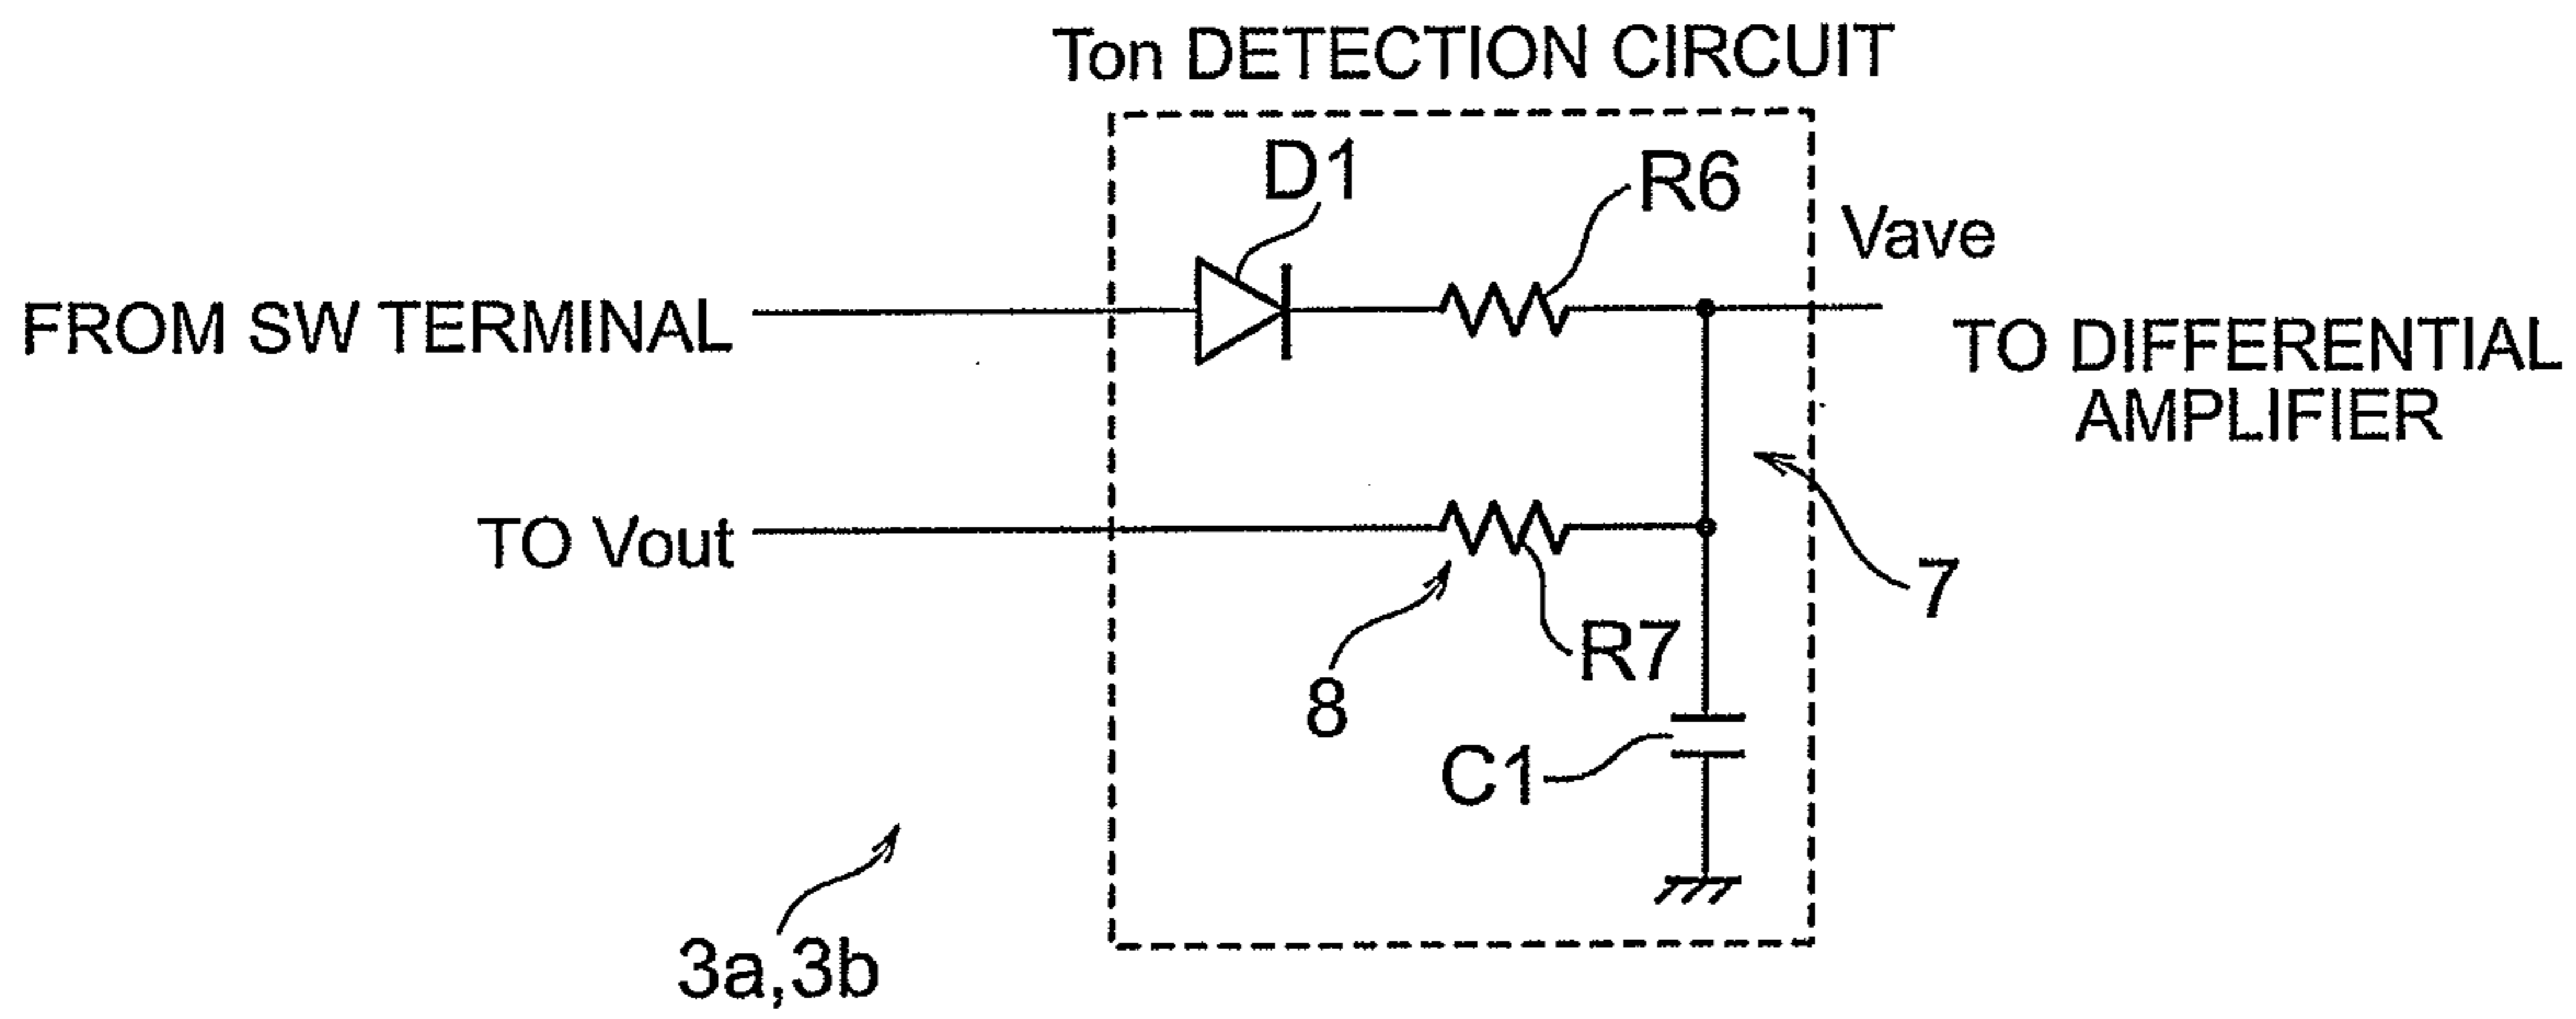 Ton DETECTION CIRCUIT
D1
R6
Vave
FROM SW TERMINAL
TO DIFFERENTIAL
AMPLIFIER
TO Vout
7
R7
8
C1
3a,3b